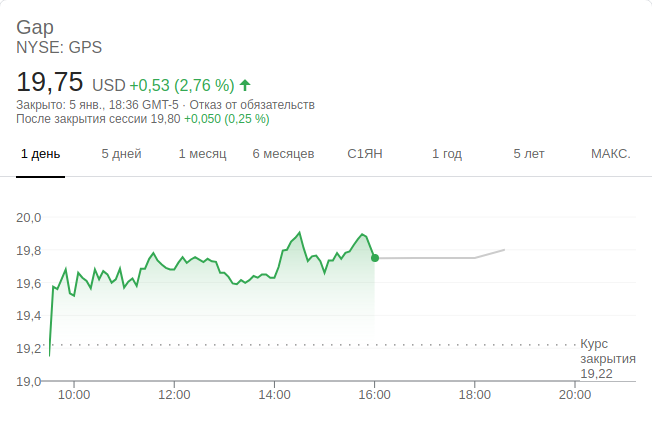 Gap
NYSE: GPS
19,75 USD +0,53 (2,76 %)
Закрыто: 5 янв., 18:36 GMT-5 · Отказ от обязательств
После закрытия сессии 19,80 +0,050 (0,25 %)
1 день 5 дней 1 месяц 6 месяцев С1ЯН 1 год 5 лет МАКС.
20,0
19,8
19,6
19,4
19,2
19,0
Курс
закрытия
19,22
10:00 12:00 14:00 16:00 18:00 20:00